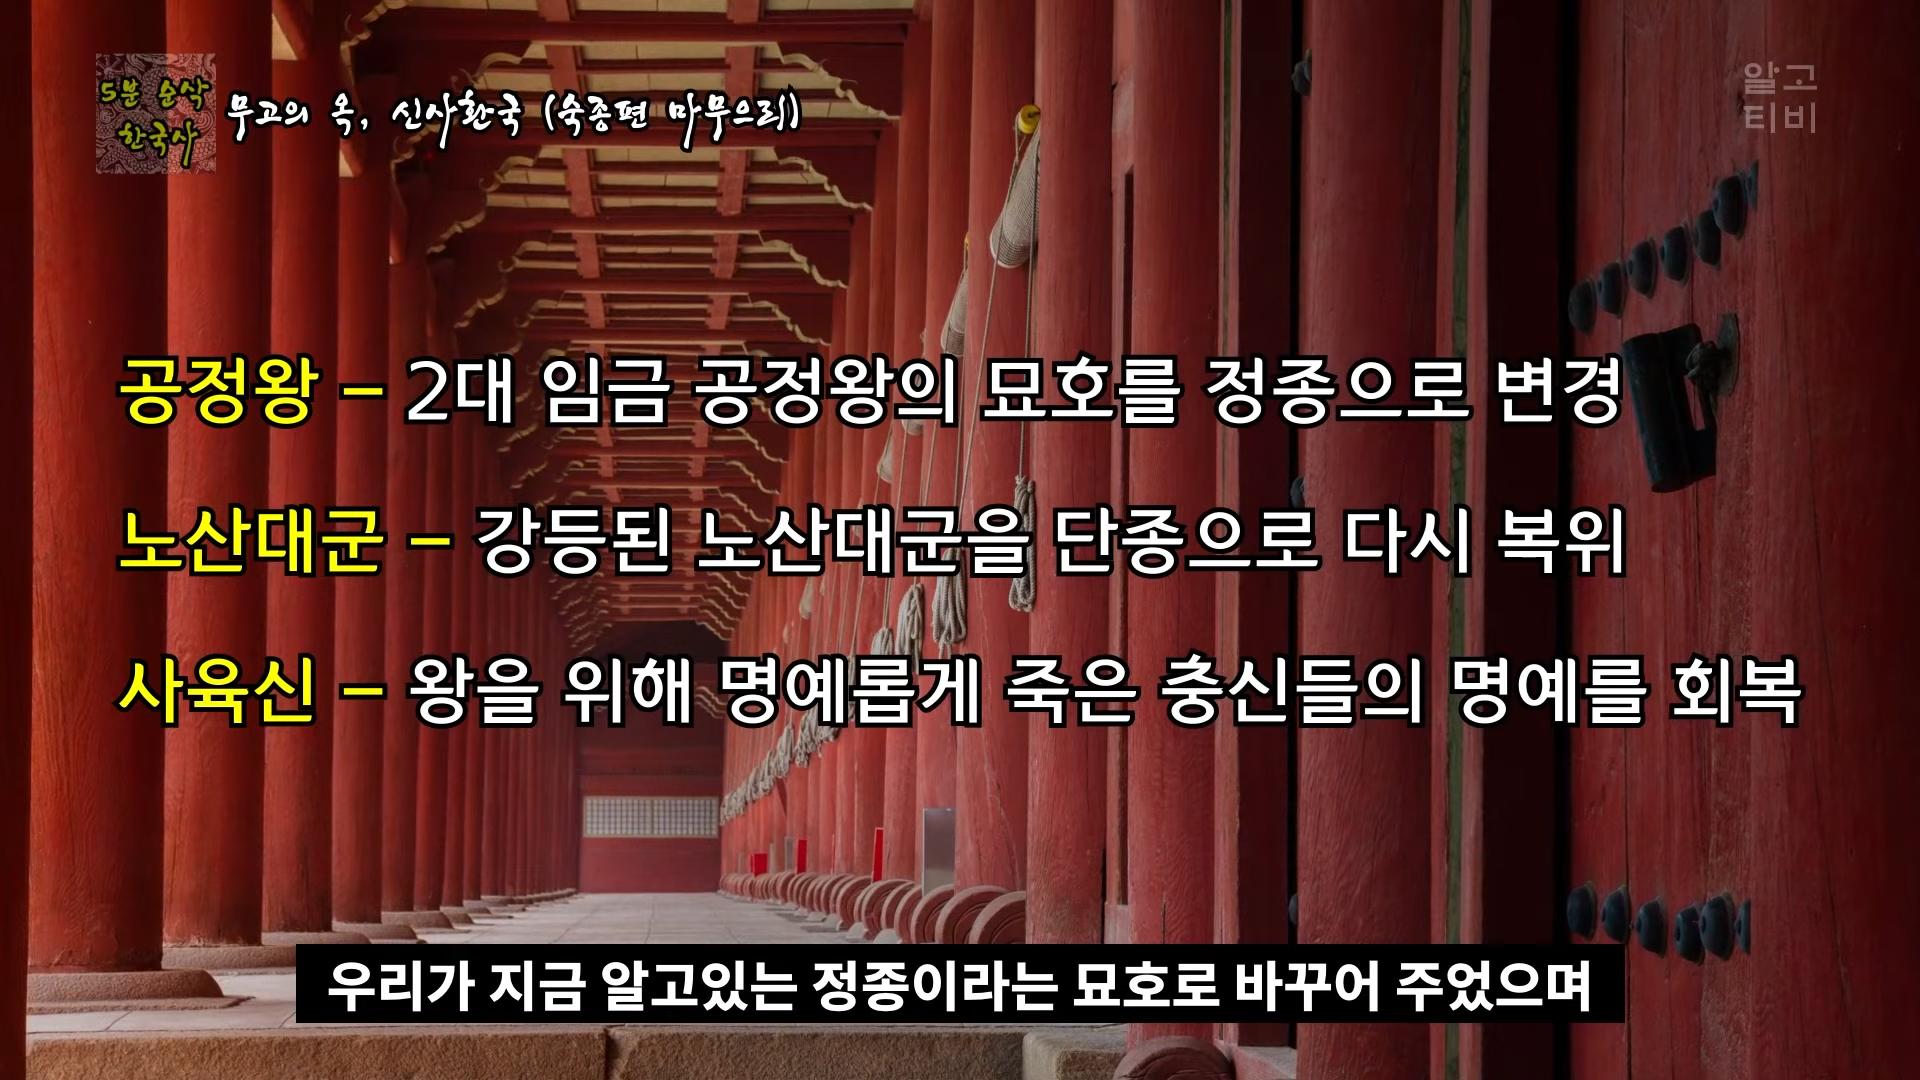 5분 순삭
한국사
무고의 옥, 신사환국 (숙종편 마무으리)
알고
티비
공정왕 – 2대 임금 공정왕의 묘호를 정종으로 변경
노산대군 – 강등된 노산대군을 단종으로 다시 복위
사육신 – 왕을 위해 명예롭게 죽은 충신들의 명예를 회복
우리가 지금 알고있는 정종이라는 묘호로 바꾸어 주었으며